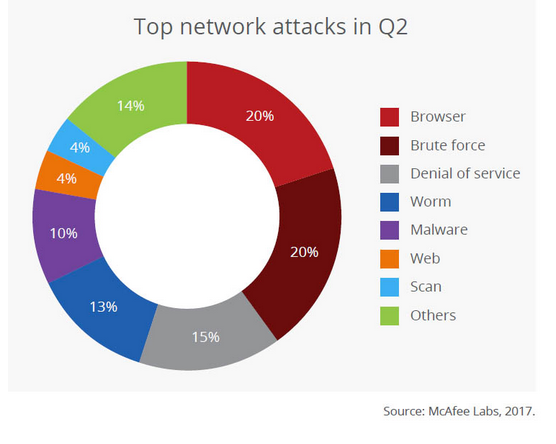 Top network attacks in Q2
20%
20%
15%
13%
10%
4%
4%
14%
Browser
Brute force
Denial of service
Worm
Malware
Web
Scan
Others
Source: McAfee Labs, 2017.